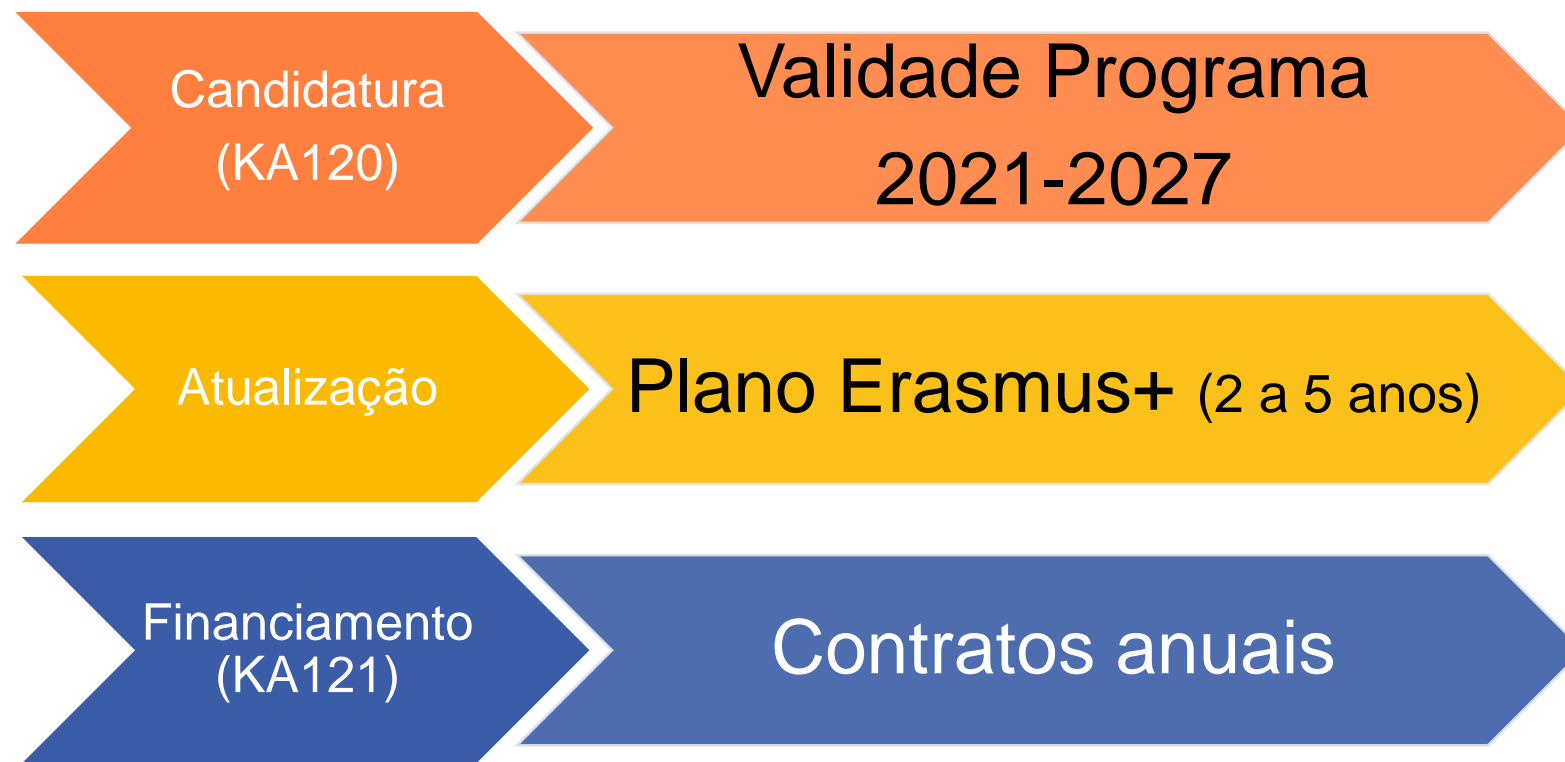 Candidatura
(KA120)
Validade Programa
2021-2027
Atualização
Plano Erasmus+ (2 a 5 anos)
Financiamento
(KA121)
Contratos anuais